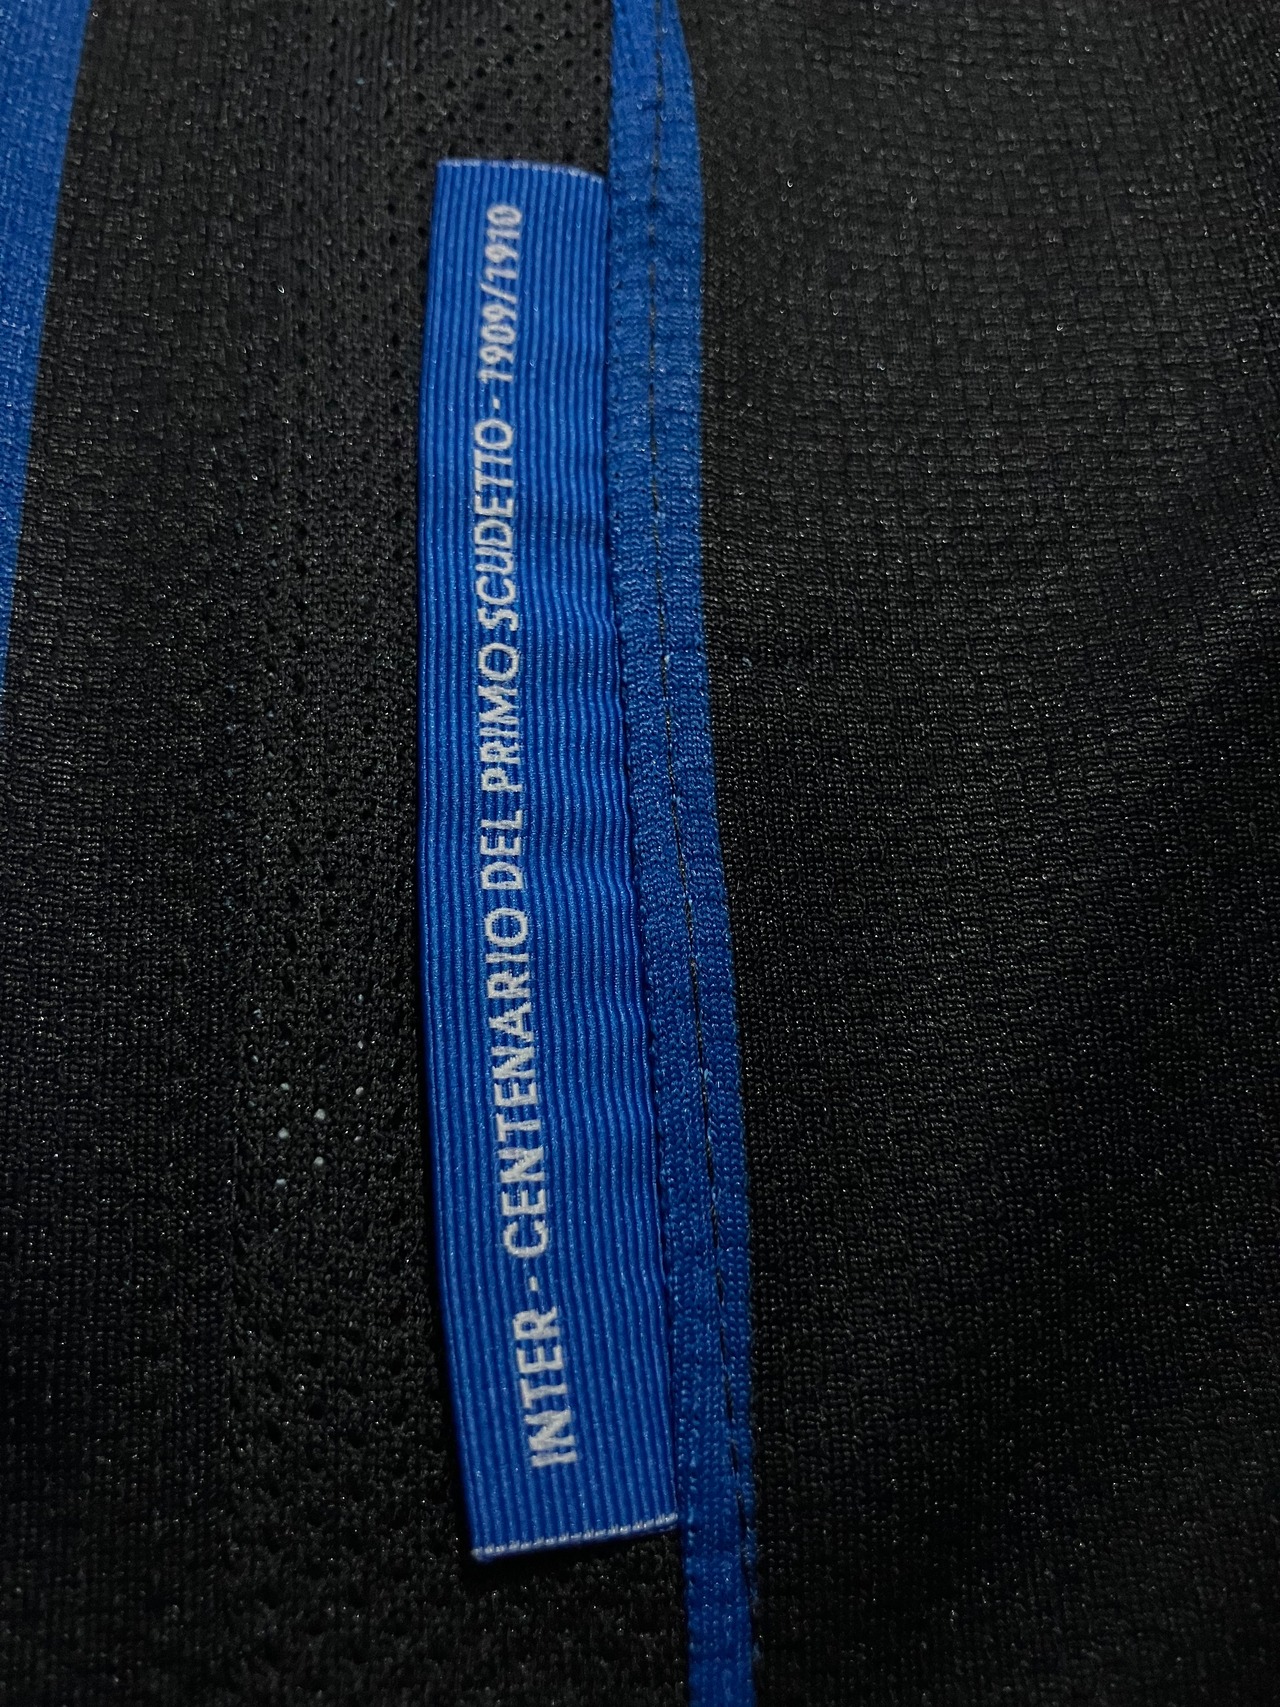 INTER - CENTENARIO DEL PRIMO SCUDETTO - 1909/1910